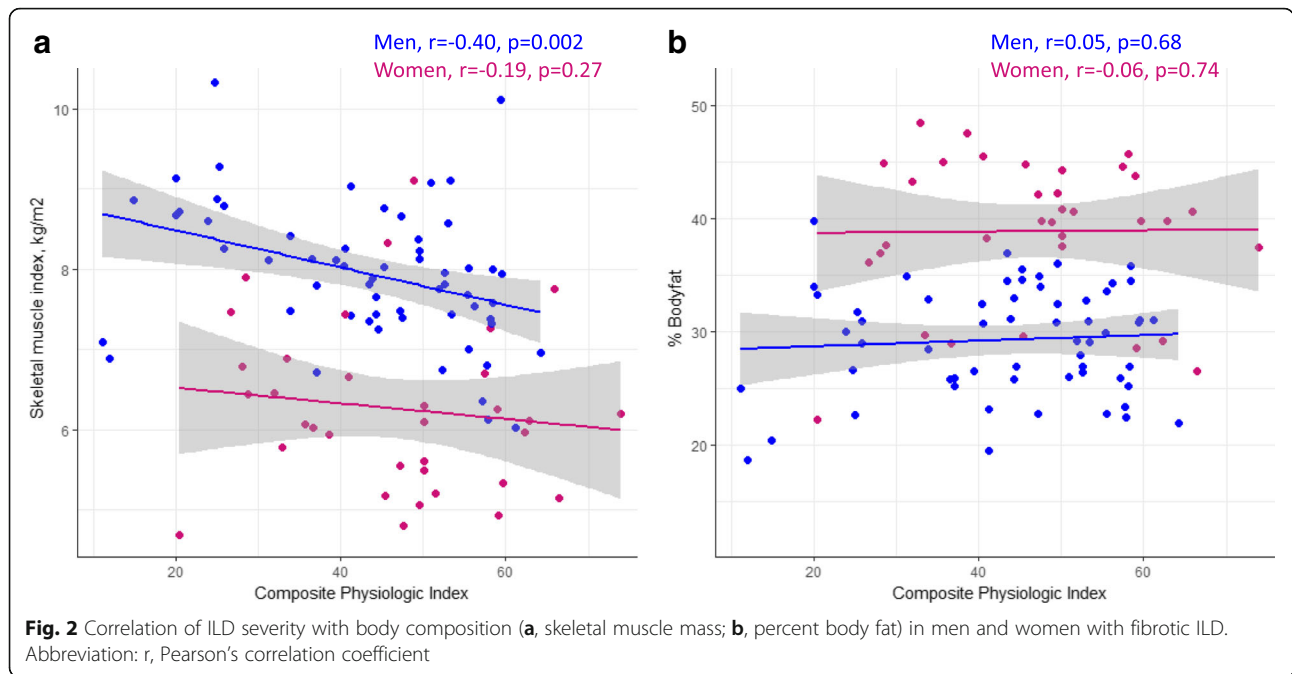 a
Men, r=-0.40, p=0.002
Women, r=-0.19, p=0.27
10
8
6
Skeletal muscle index, kg/m2
20 40 60
Composite Physiologic Index
b
Men, r=0.05, p=0.68
Women, r=-0.06, p=0.74
50
40
30
20
% Bodyfat
20 40 60
Composite Physiologic Index
Fig. 2 Correlation of ILD severity with body composition (a, skeletal muscle mass; b, percent body fat) in men and women with fibrotic ILD.
Abbreviation: r, Pearson's correlation coefficient